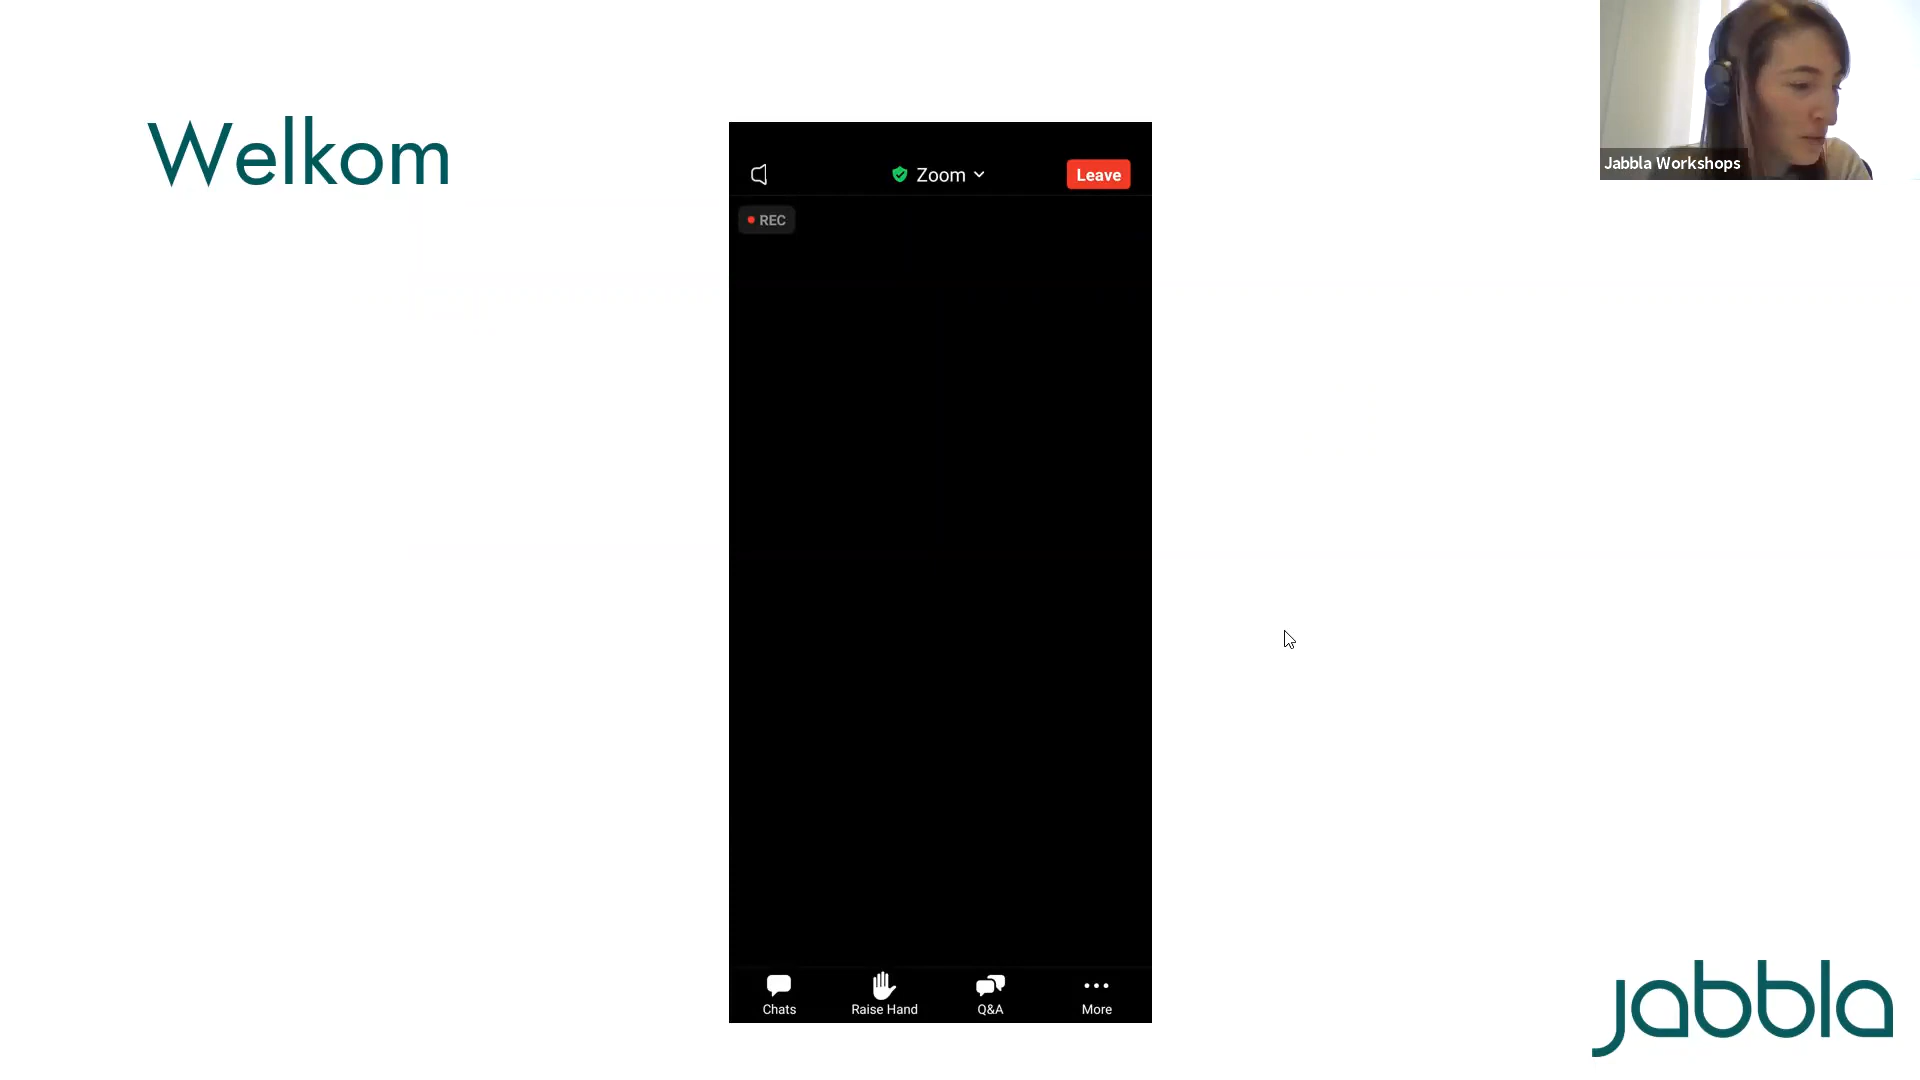 Welkom
Zoom
Leave
REC
Chats
Raise Hand
Q&A
More
Jabbla Workshops
jabbla